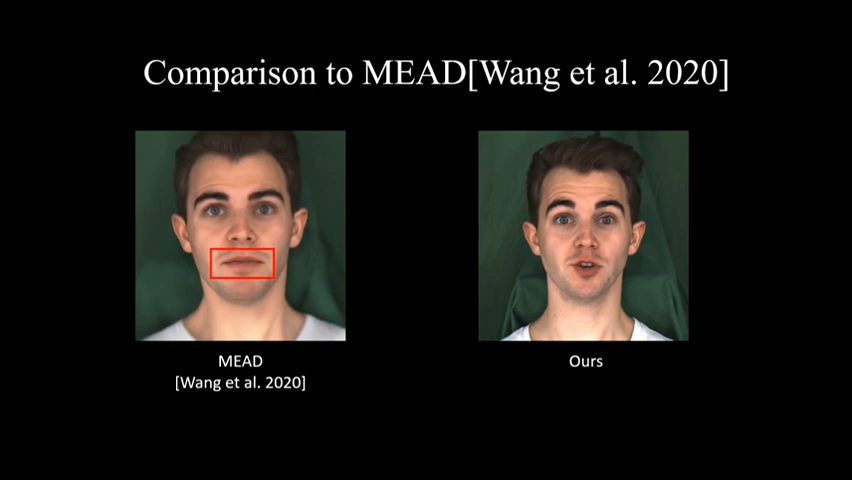 Comparison to MEAD[Wang et al. 2020]
MEAD
[Wang et al. 2020]
Ours